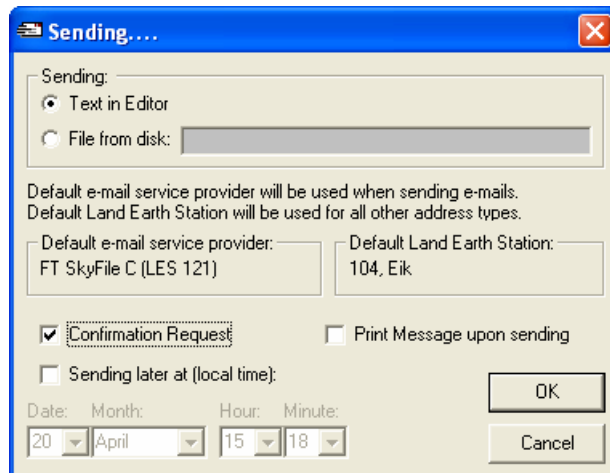 Sending....
Sending:
Text in Editor
File from disk:
Default e-mail service provider will be used when sending e-mails.
Default Land Earth Station will be used for all other address types.
Default e-mail service provider:
FT SkyFile C (LES 121)
Default Land Earth Station:
104, Eik
Confirmation Request
Print Message upon sending
Sending later at (local time):
Date: Month: Hour: Minute:
20 April 15 18
OK
Cancel